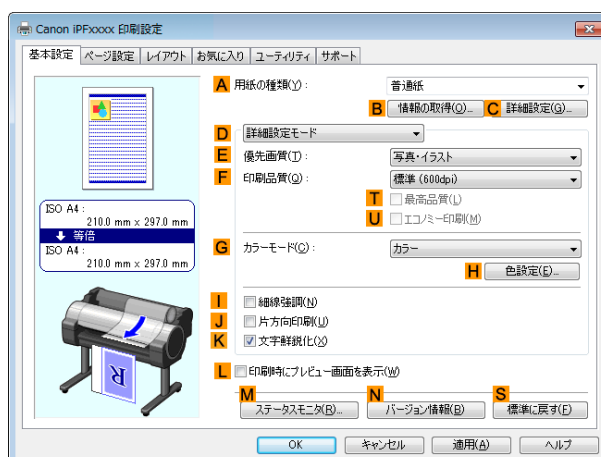 Canon iPFxxxx 印刷設定
基本設定 ページ設定 レイアウト お気に入り ユーティリティ サポート
A 用紙の種類(Y) : 普通紙
B 情報の取得(O)... C 詳細設定(G)...
D 詳細設定モード
E 優先画質(T) : 写真・イラスト
F 印刷品質(Q) : 標準 (600dpi)
T 最高品質(L)
U エコノミー印刷(M)
ISO A4 :
210.0 mm x 297.0 mm
等倍
ISO A4 :
210.0 mm x 297.0 mm
G カラーモード(C) : カラー
H 色設定(E)...
I 細線強調(N)
J 片方向印刷(U)
K 文字鮮鋭化(X)
R
L 印刷時にプレビュー画面を表示(W)
M N S
ステータスモニタ(R)... バージョン情報(B) 標準に戻す(F)
OK キャンセル 適用(A) ヘルプ